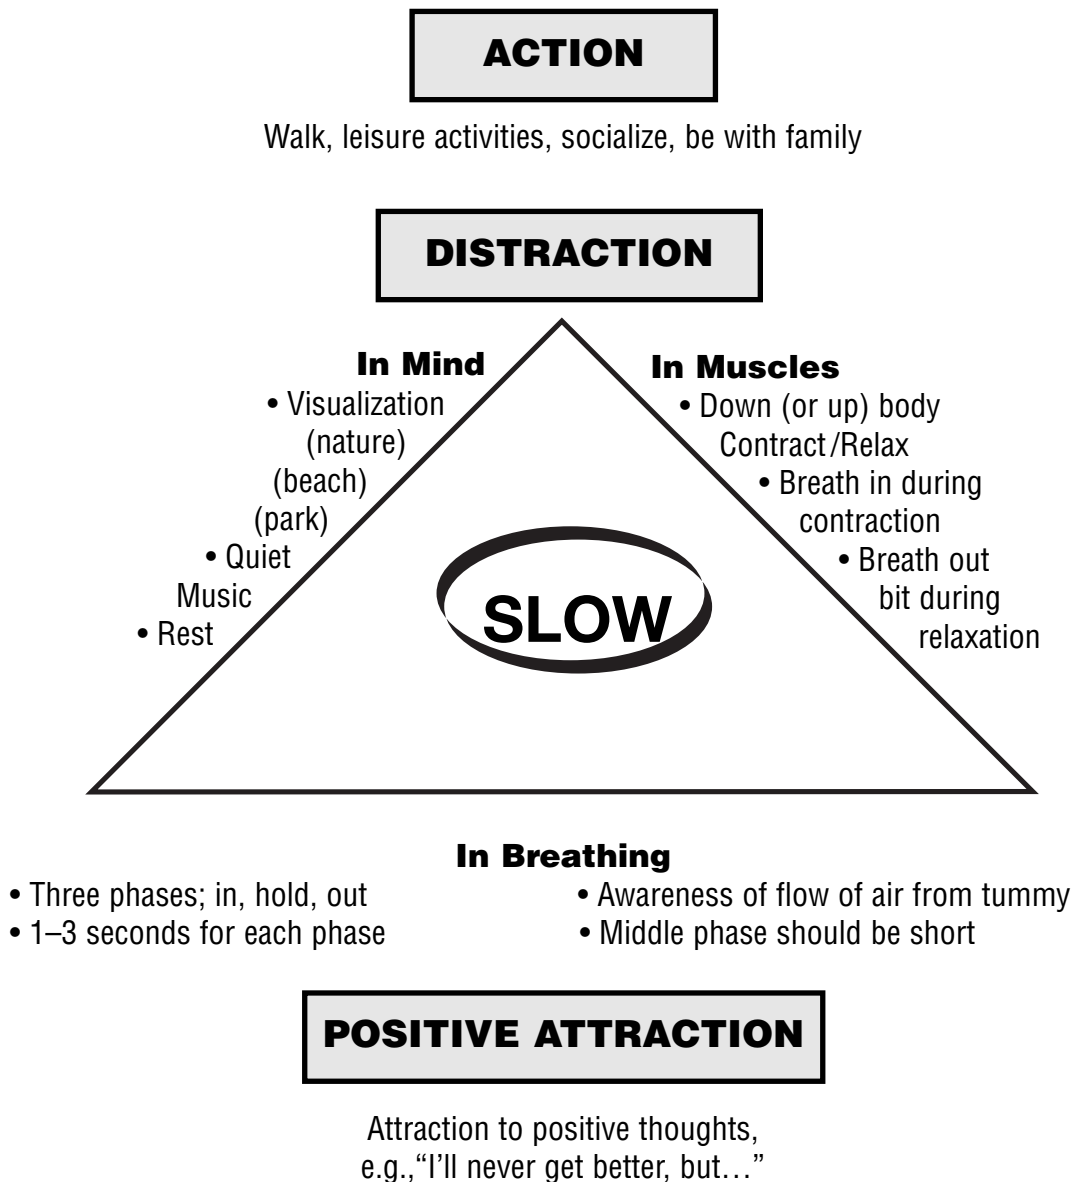 ACTION
Walk, leisure activities, socialize, be with family
DISTRACTION
In Mind
• Visualization
(nature)
(beach)
(park)
• Quiet
Music
• Rest
In Muscles
• Down (or up) body
Contract/Relax
• Breath in during
contraction
• Breath out
bit during
relaxation
SLOW
In Breathing
• Three phases; in, hold, out
• 1–3 seconds for each phase
• Awareness of flow of air from tummy
• Middle phase should be short
POSITIVE ATTRACTION
Attraction to positive thoughts,
e.g.,“I’ll never get better, but…”